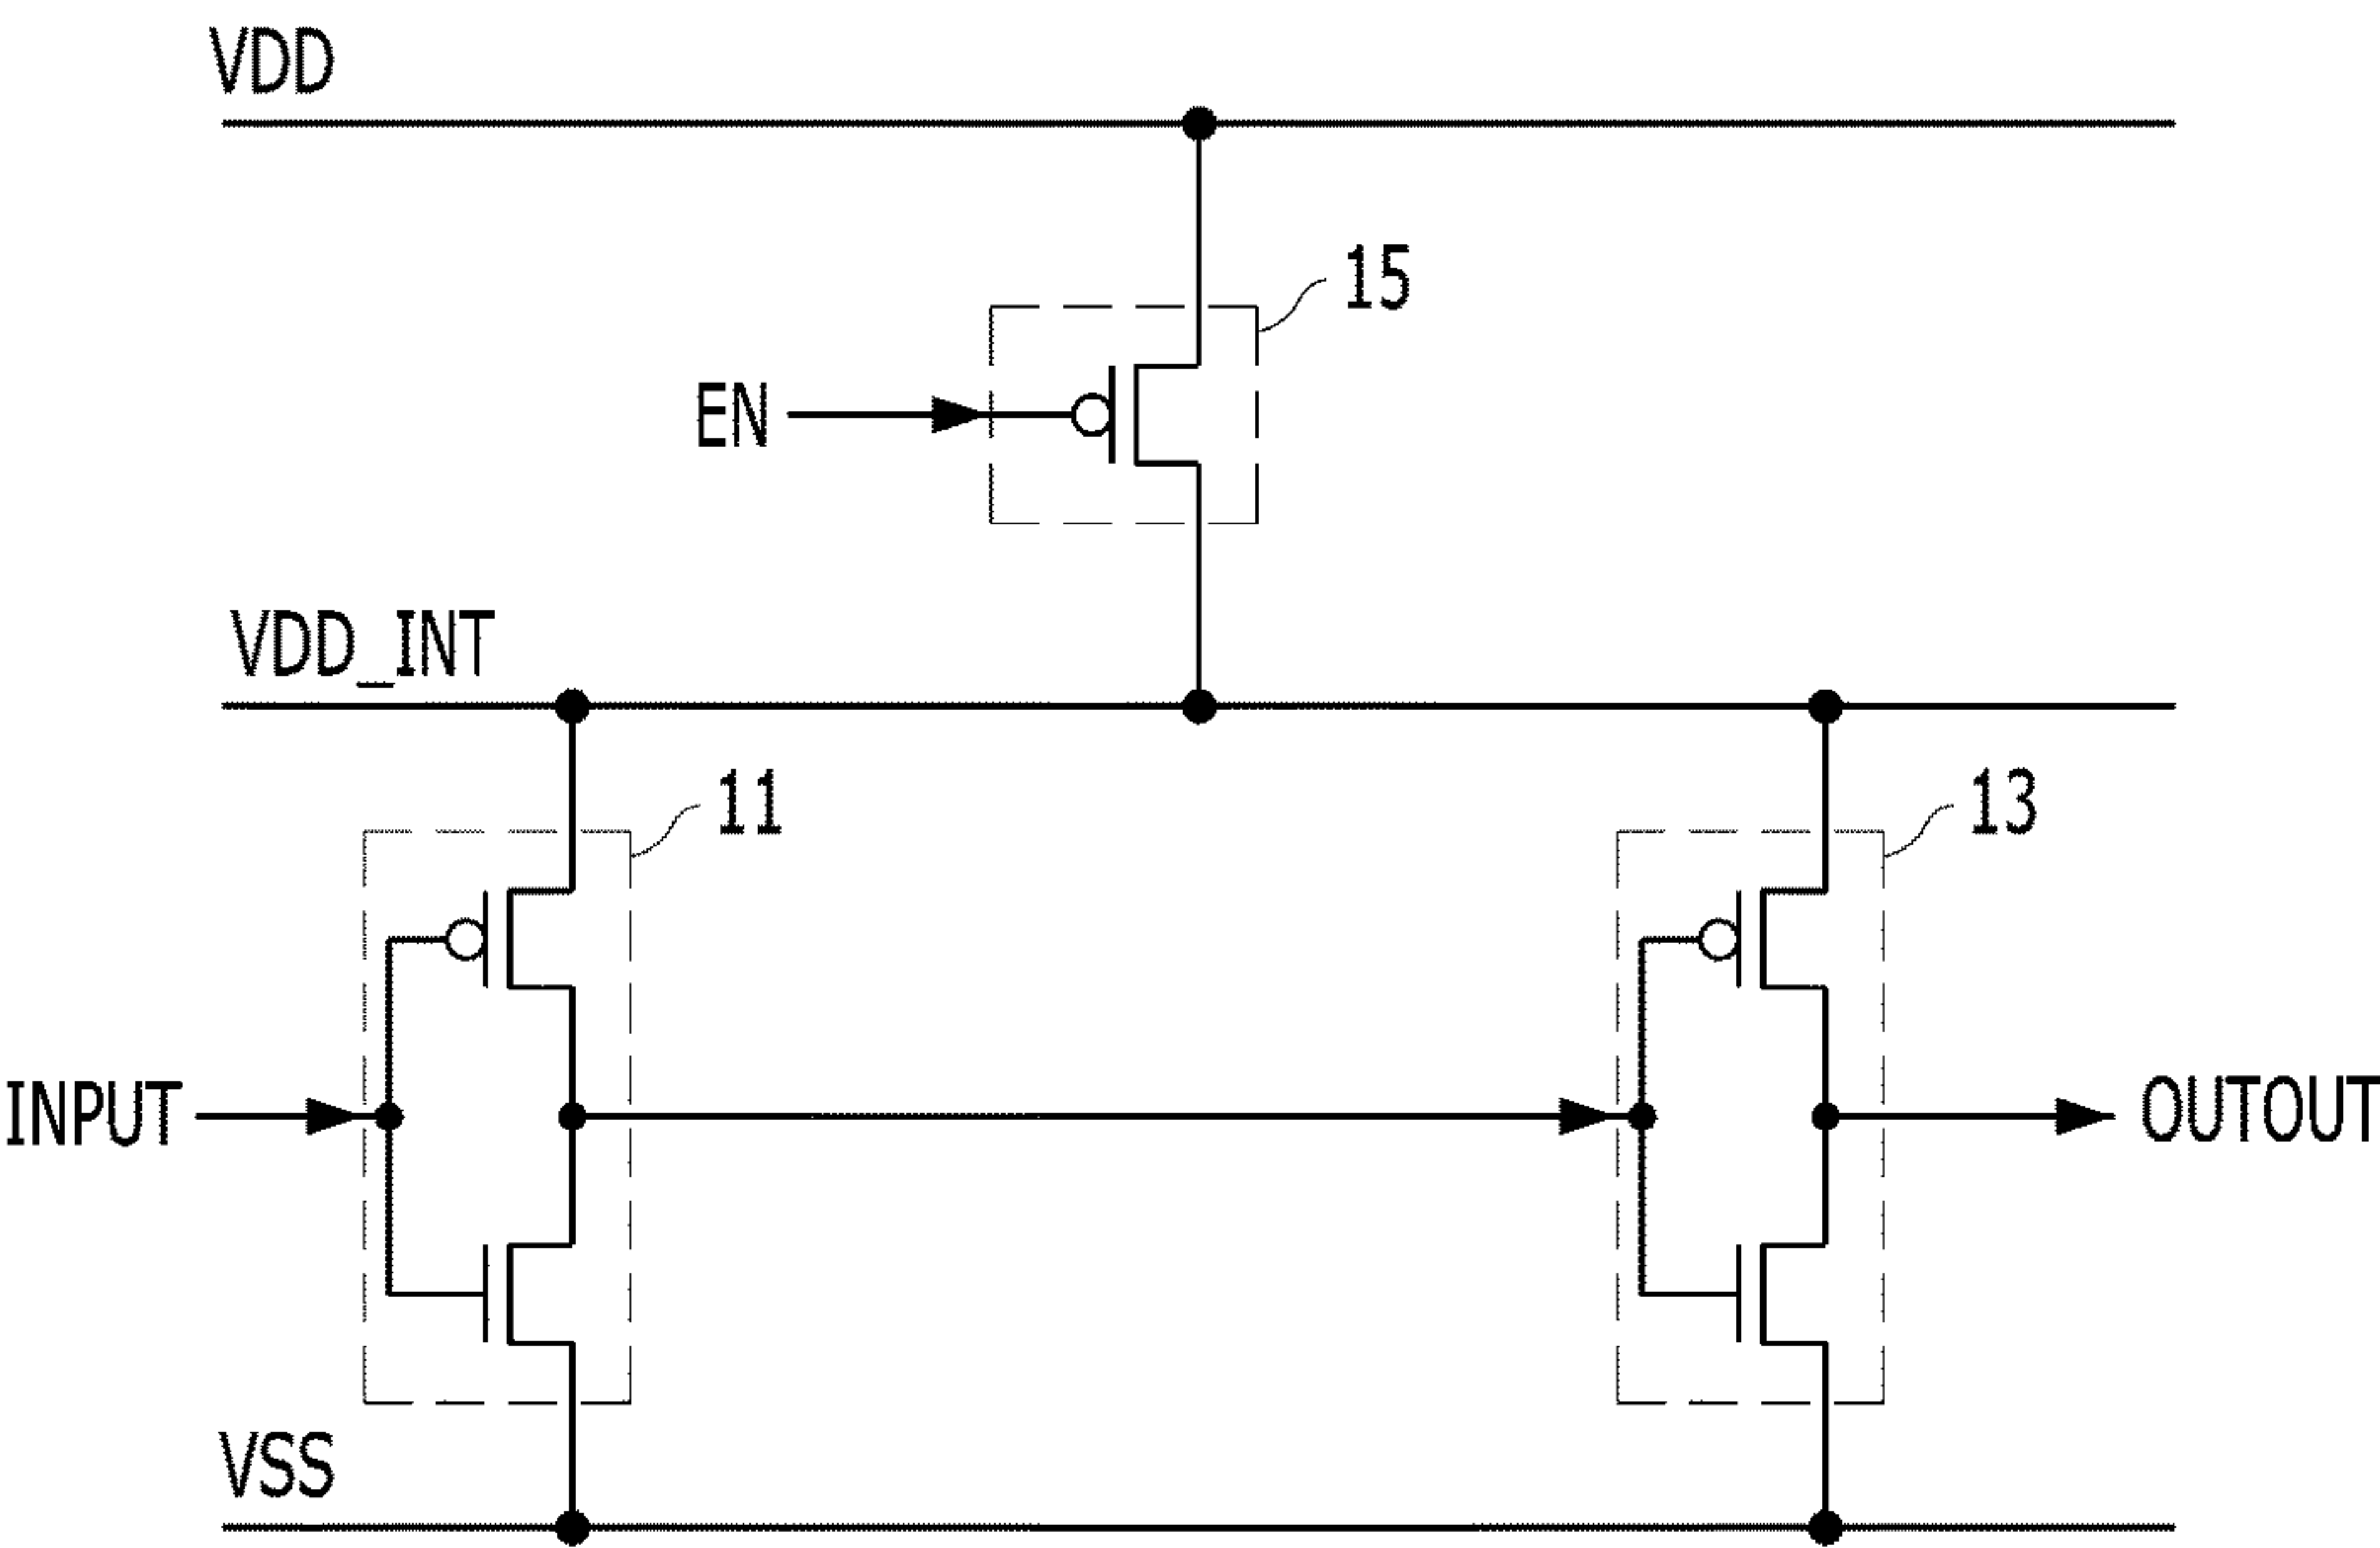 VDD
15
EN
VDD_INT
11
13
INPUT
OUTOUT
VSS